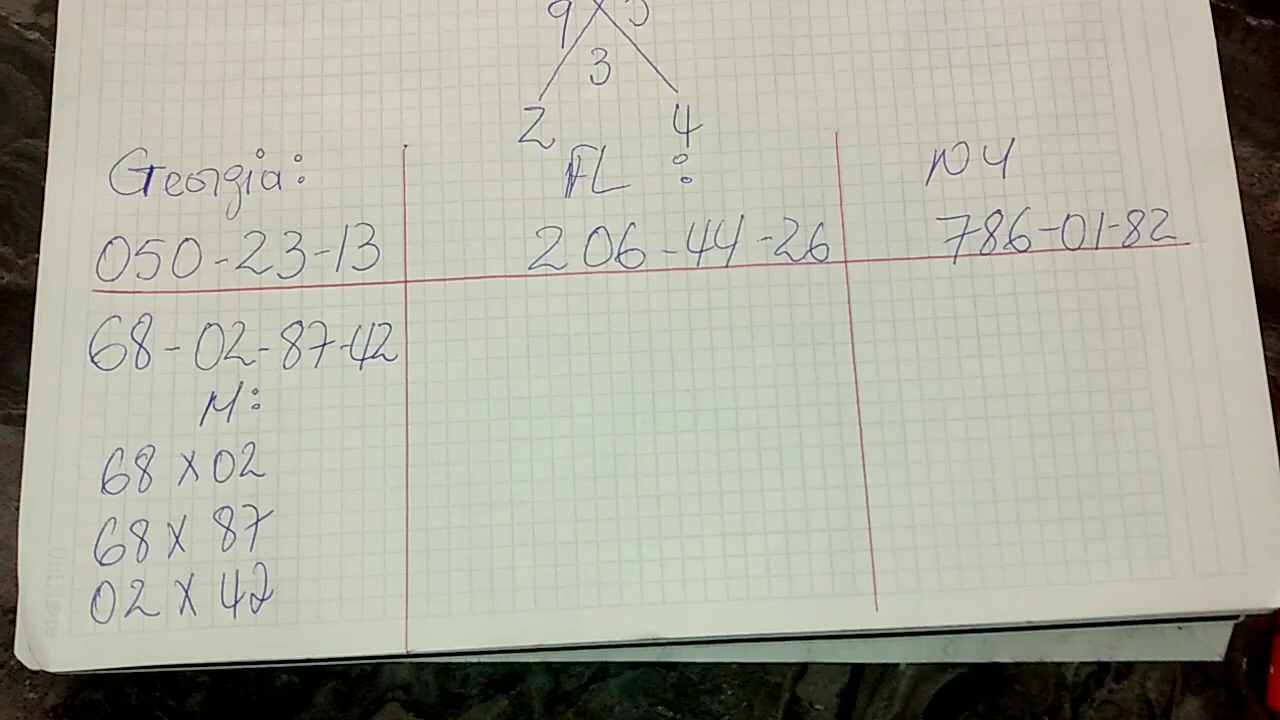 9 X 5
3
2 4
Georgia:
050-23-13
68-02-87-42
M:
68 X 02
68 X 87
02 X 42
FL :
206-44-26
NY
786-01-82